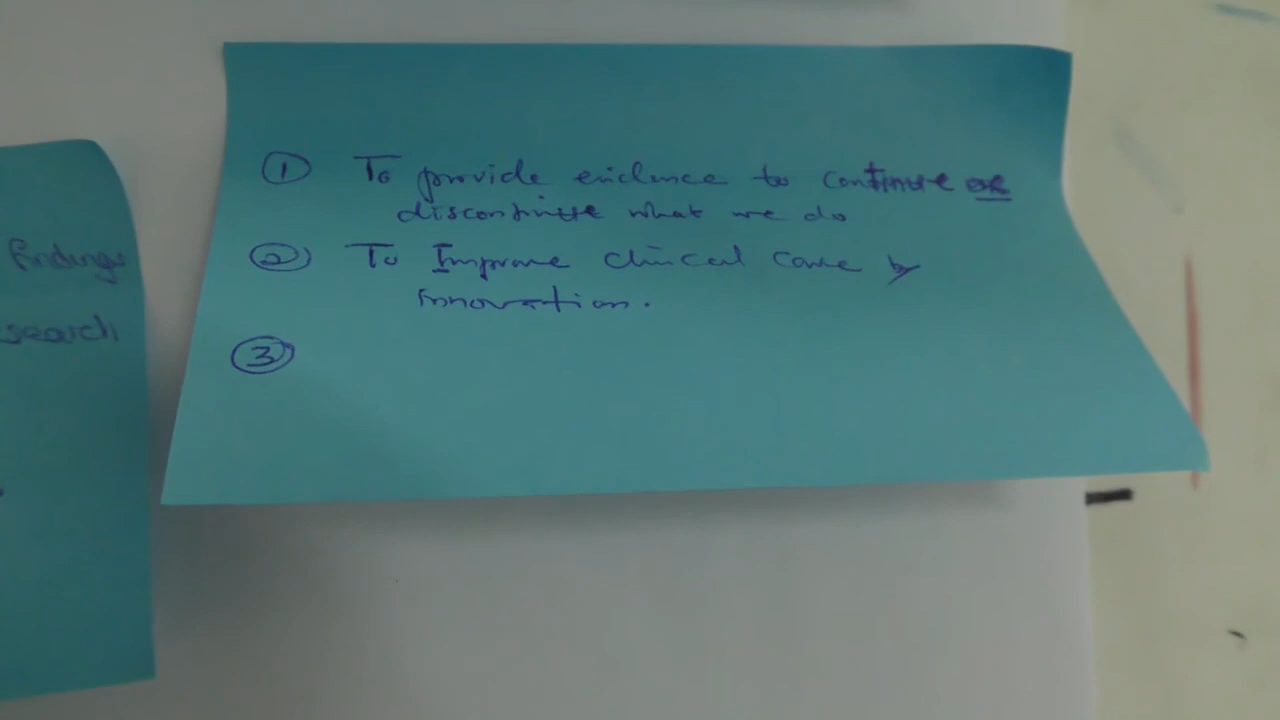 findings
search
① To provide evidence to continue or
discontinue what we do
② To Improve clinical care by
innovation.
③